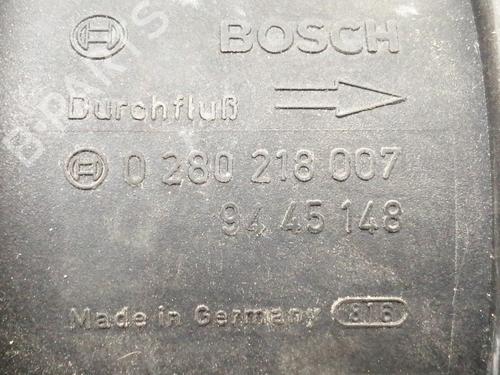 BOSCH
Durchfluß
0 280 218 007
94 45 148
Made in Germany 816
B-PARTS